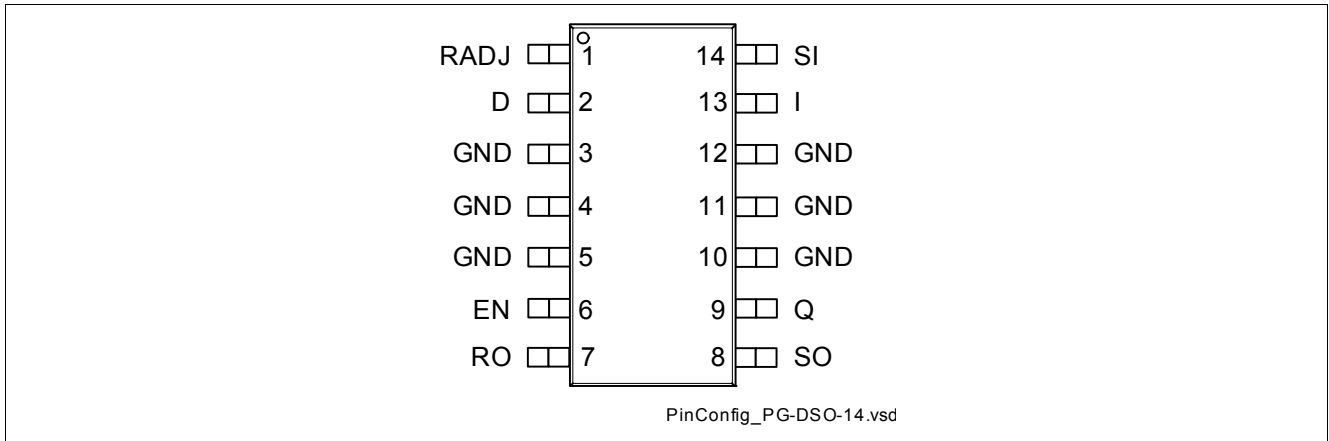 RADJ 1 14 SI
D 2 13 I
GND 3 12 GND
GND 4 11 GND
GND 5 10 GND
EN 6 9 Q
RO 7 8 SO
PinConfig_PG-DSO-14.vsd